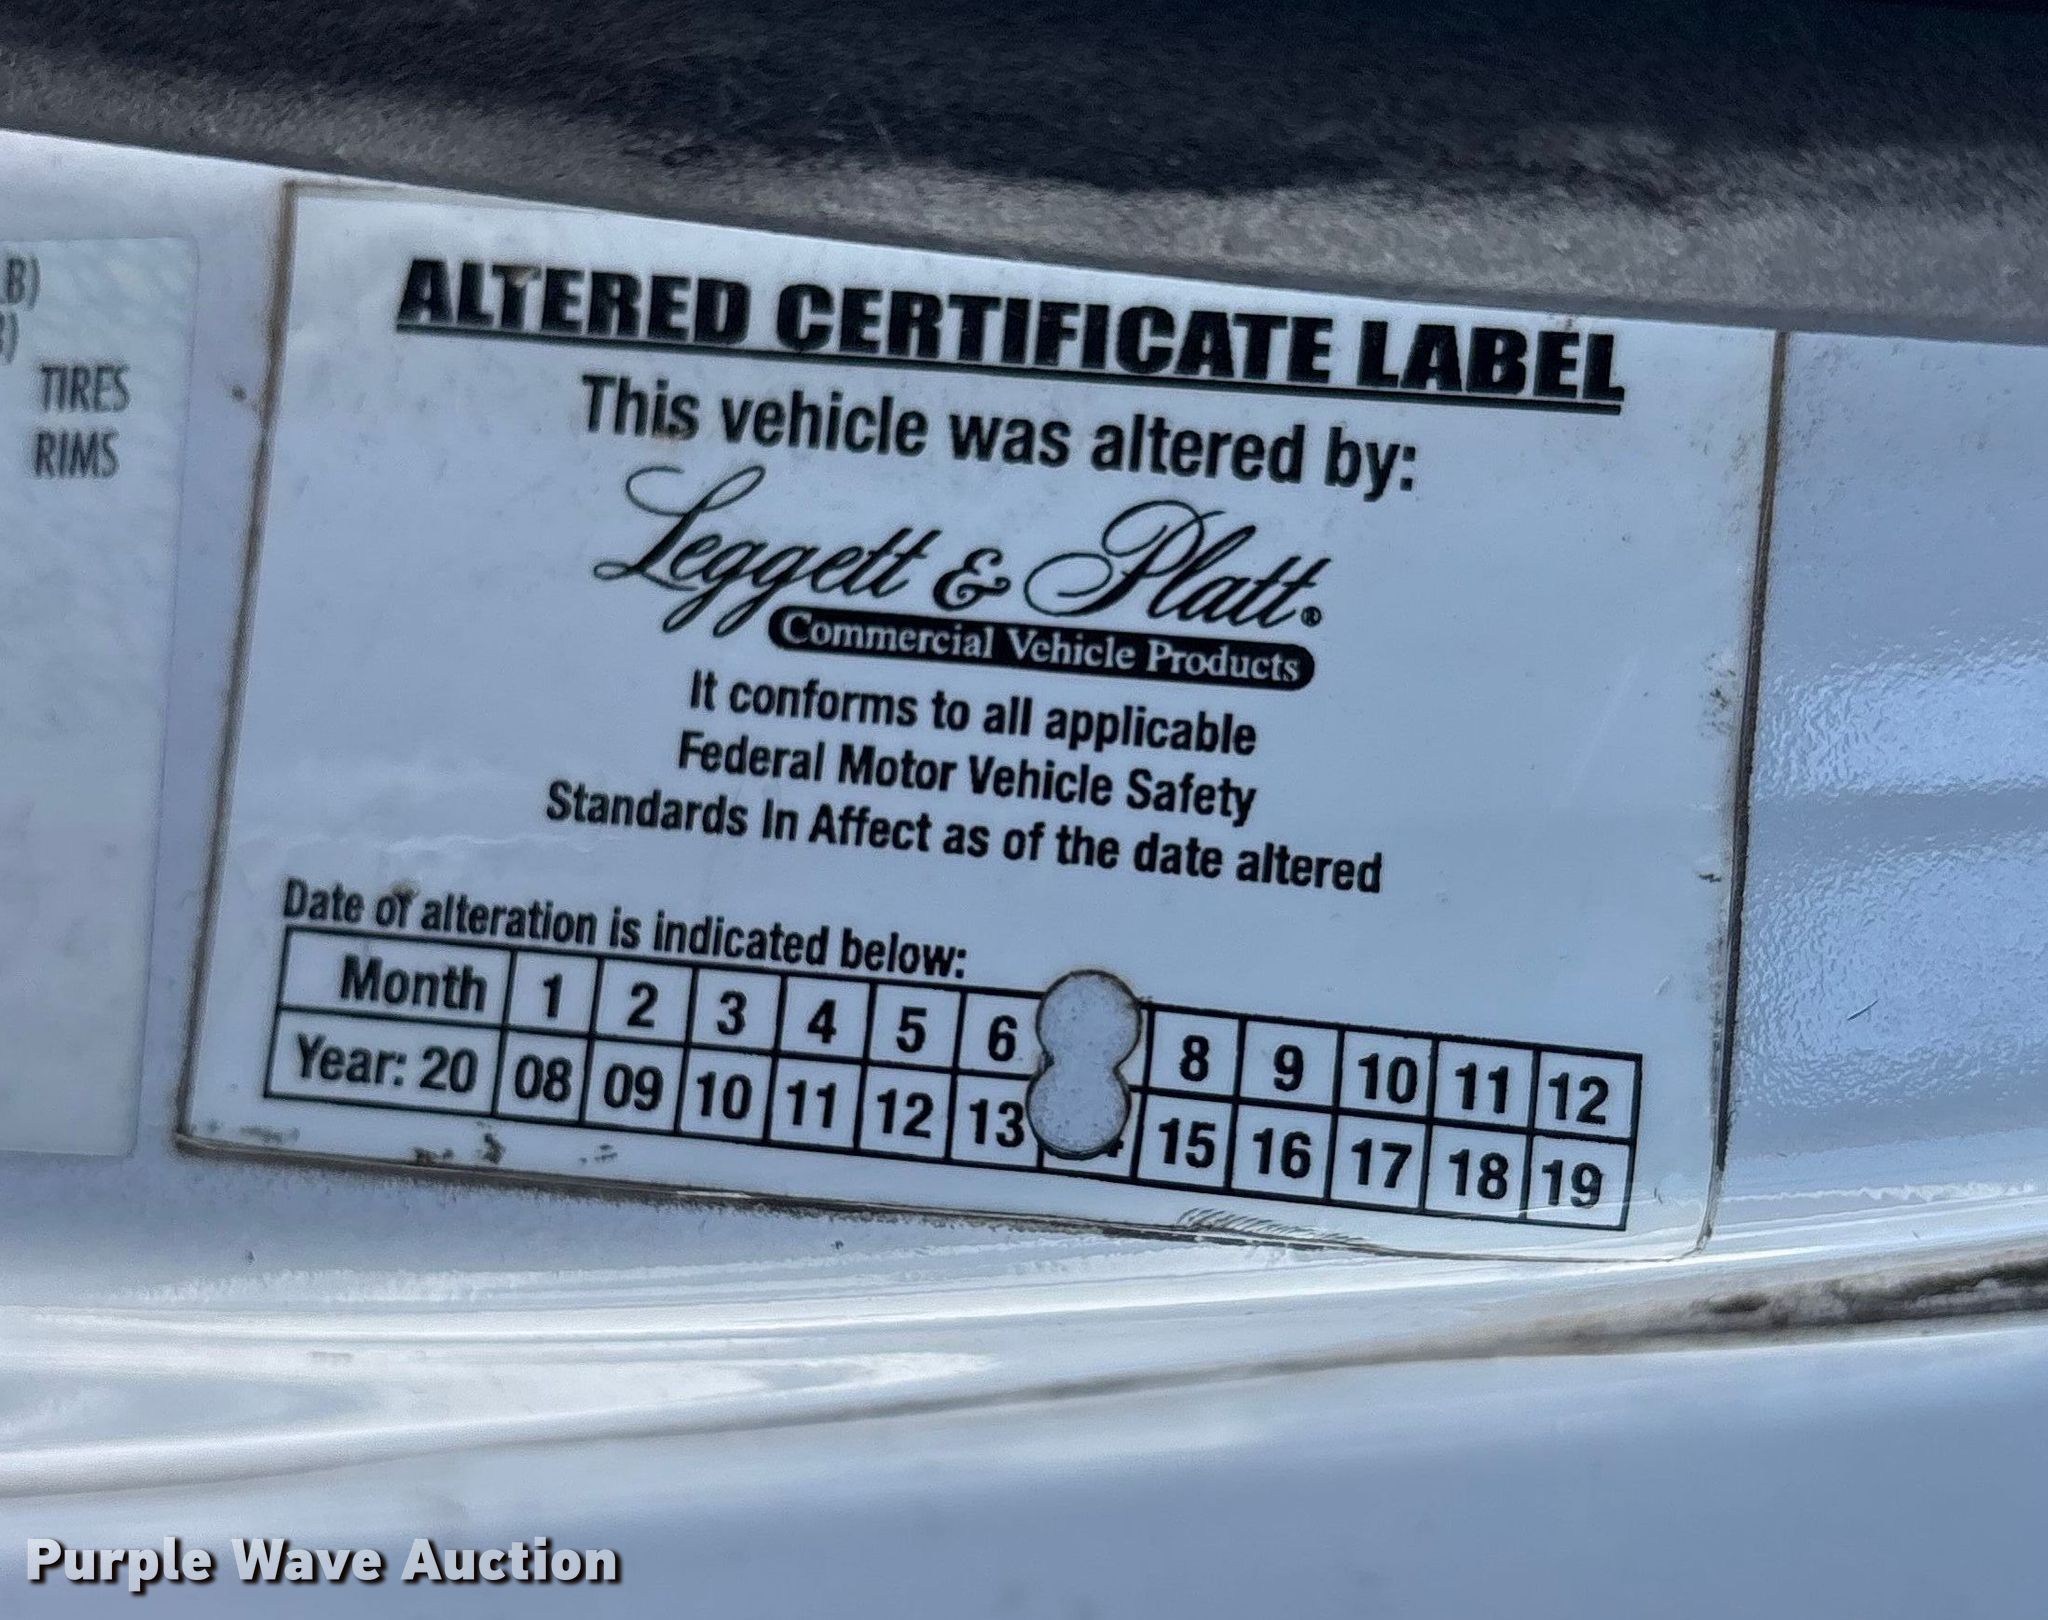 B)
TIRES
RIMS
ALTERED CERTIFICATE LABEL
This vehicle was altered by:
Leggett & Platt®
Commercial Vehicle Products
It conforms to all applicable
Federal Motor Vehicle Safety
Standards In Affect as of the date altered
Date of alteration is indicated below:
Month 1 2 3 4 5 6 8 9 10 11 12
Year: 20 08 09 10 11 12 13 15 16 17 18 19
Purple Wave Auction